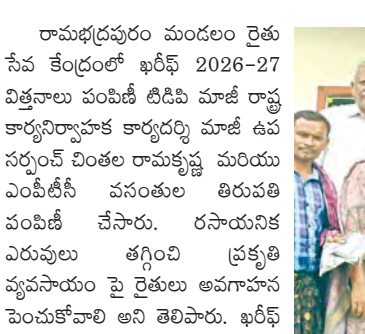 రామభద్రపురం మండలం రైతు
సేవ కేంద్రంలో ఖరీఫ్ 2026-27
విత్తనాలు పంపిణీ టిడిపి మాజీ రాష్ట్ర
కార్యనిర్వాహక కార్యదర్శి మాజీ ఉప
సర్పంచ్ చింతల రామకృష్ణ మరియు
ఎంపీటీసీ వసంతుల తిరుపతి
పంపిణీ చేసారు. రసాయనిక
ఎరువులు తగ్గించి ప్రకృతి
వ్యవసాయం పై రైతులు అవగాహన
పెంచుకోవాలి అని తెలిపారు. ఖరీఫ్